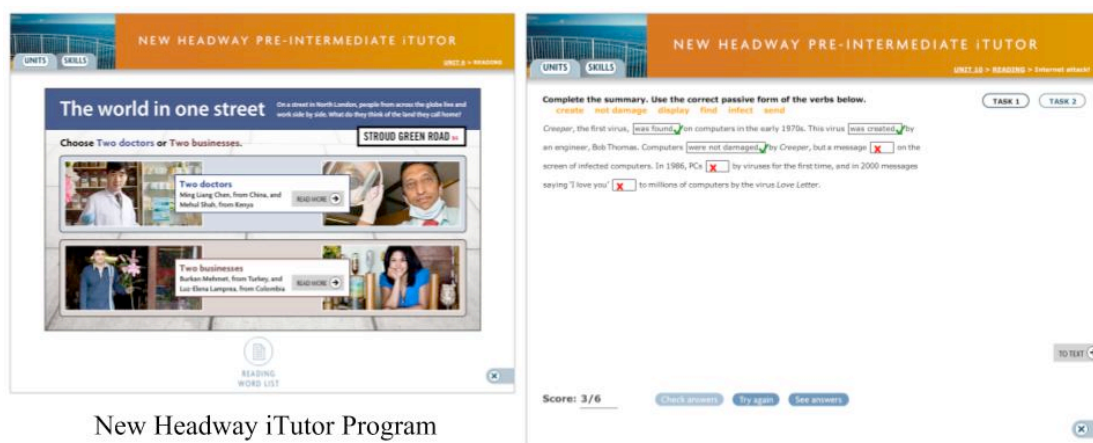 NEW HEADWAY PRE-INTERMEDIATE iTUTOR
UNITS SKILLS
UNIT 6 > READING
The world in one street
On a street in North London, people from across the globe live and
work side by side. What do they think of the land they call home?
STROUD GREEN ROAD
Choose Two doctors or Two businesses.
Two doctors
Ming Liang Chen, from China, and
Mehul Shah, from Kenya
READ MORE
Two businesses
Burkan Mehmet, from Turkey, and
Luz-Elena Lamprea, from Colombia
READ MORE
READING
WORD LIST
New Headway iTutor Program
NEW HEADWAY PRE-INTERMEDIATE iTUTOR
UNITS SKILLS
UNIT 10 > READING > Internet attack!
Complete the summary. Use the correct passive form of the verbs below.
create not damage display find infect send
TASK 1 TASK 2
Creeper, the first virus, was found on computers in the early 1970s. This virus was created by
an engineer, Bob Thomas. Computers were not damaged by Creeper, but a message X on the
screen of infected computers. In 1986, PCs X by viruses for the first time, and in 2000 messages
saying "I love you" X to millions of computers by the virus Love Letter.
TO TEXT
Score: 3/6
Check answers Try again See answers